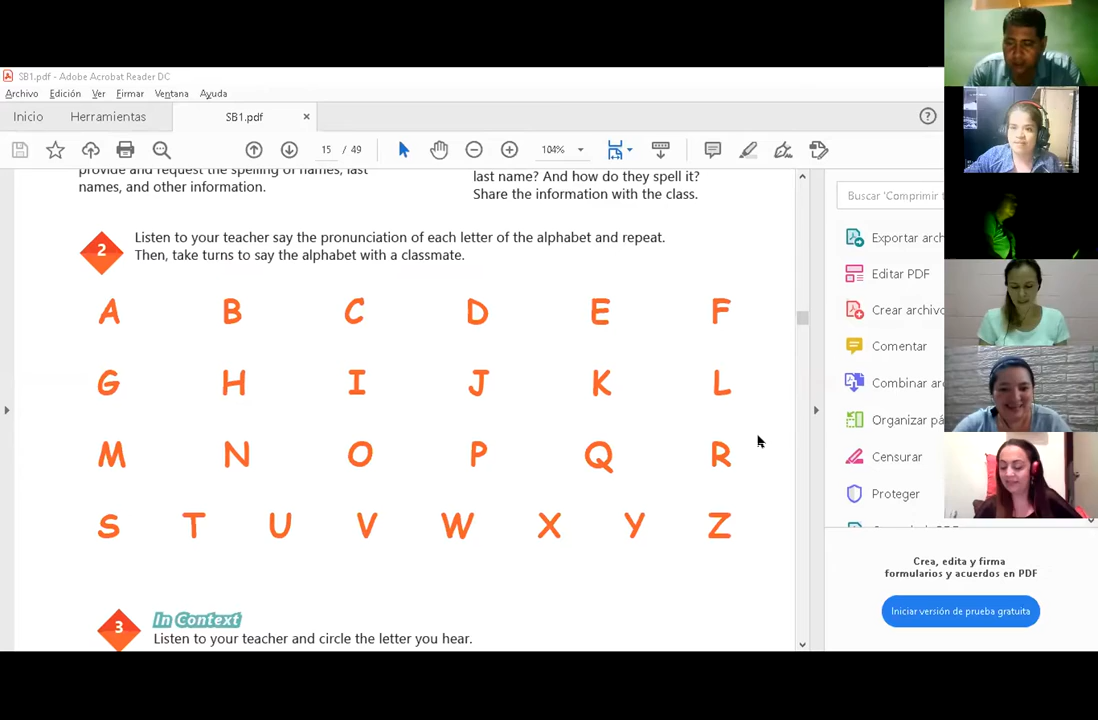 SB1.pdf - Adobe Acrobat Reader DC
Archivo Edición Ver Firmar Ventana Ayuda
Inicio Herramientas SB1.pdf ×
15 / 49 104%
provide and request the spelling of names, last
names, and other information.
last name? And how do they spell it?
Share the information with the class.
2 Listen to your teacher say the pronunciation of each letter of the alphabet and repeat.
Then, take turns to say the alphabet with a classmate.
A B C D E F
G H I J K L
M N O P Q R
S T U V W X Y Z
3 In Context
Listen to your teacher and circle the letter you hear.
Buscar 'Comprimir
Exportar arch
Editar PDF
Crear archivo
Comentar
Combinar arc
Organizar pá
Censurar
Proteger
Crea, edita y firma
formularios y acuerdos en PDF
Iniciar versión de prueba gratuita